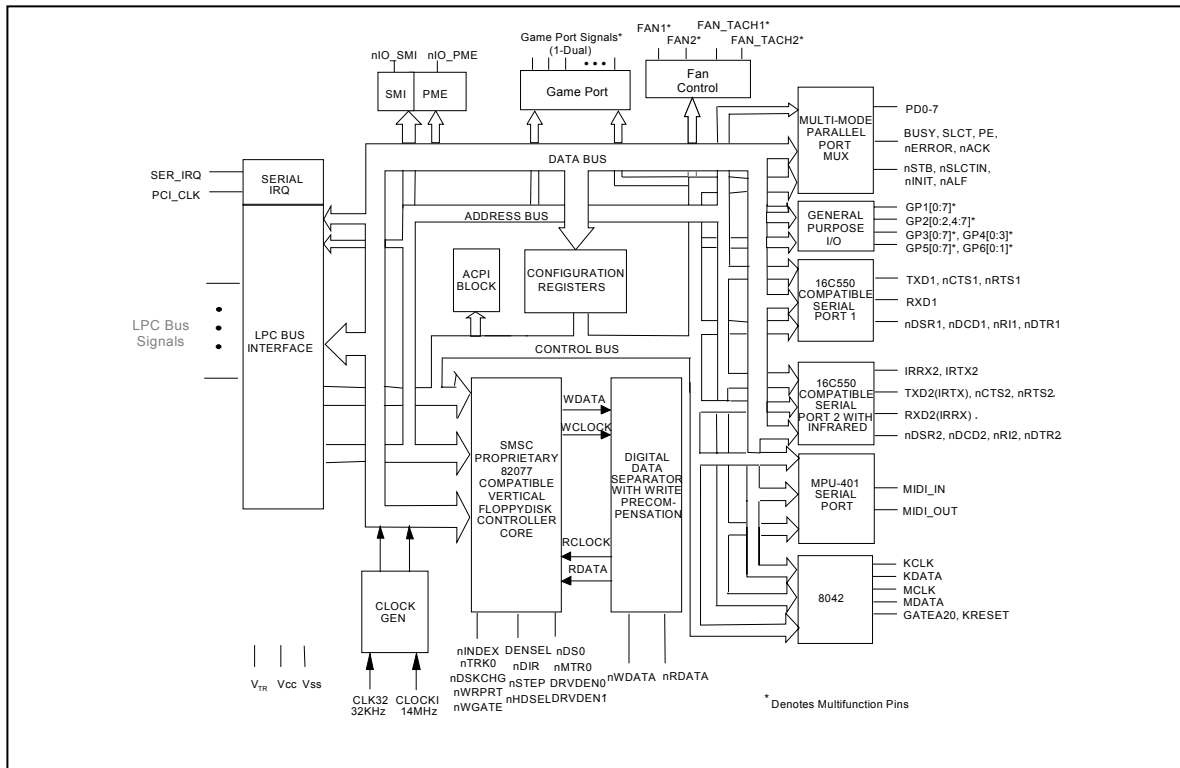 FAN1*
FAN_TACH1*
FAN2*
FAN_TACH2*
Game Port Signals*
(1-Dual)
nIO_SMI
nIO_PME
SMI
PME
Game Port
Fan
Control
MULTI-MODE
PARALLEL
PORT
MUX
PD0-7
BUSY, SLCT, PE,
nERROR, nACK
nSTB, nSLCTIN,
nINIT, nALF
DATA BUS
SER_IRQ
PCI_CLK
SERIAL
IRQ
ADDRESS BUS
GENERAL
PURPOSE
I/O
GP1[0:7]*
GP2[0:2,4:7]*
GP3[0:7]*, GP4[0:3]*
GP5[0:7]*, GP6[0:1]*
ACPI
BLOCK
CONFIGURATION
REGISTERS
16C550
COMPATIBLE
SERIAL
PORT 1
TXD1, nCTS1, nRTS1
RXD1
nDSR1, nDCD1, nRI1, nDTR1
LPC Bus
Signals
LPC BUS
INTERFACE
CONTROL BUS
16C550
COMPATIBLE
SERIAL
PORT 2 WITH
INFRARED
IRRX2, IRTX2
TXD2(IRTX), nCTS2, nRTS2.
RXD2(IRRX) .
nDSR2, nDCD2, nRI2, nDTR2
SMSC
PROPRIETARY
82077
COMPATIBLE
VERTICAL
FLOPPYDISK
CONTROLLER
CORE
WDATA
WCLOCK
RCLOCK
RDATA
DIGITAL
DATA
SEPARATOR
WITH WRITE
PRECOM-
PENSATION
MPU-401
SERIAL
PORT
MIDI_IN
MIDI_OUT
8042
KCLK
KDATA
MCLK
MDATA
GATEA20, KRESET
CLOCK
GEN
VTR
Vcc
Vss
CLK32
32KHz
CLOCKI
14MHz
nINDEX
nTRK0
nDSKCHG
nWRPRT
nWGATE
DENSEL
nDIR
nSTEP
nHDSEL
nDS0
nMTR0
DRVDEN0
DRVDEN1
nWDATA
nRDATA
* Denotes Multifunction Pins